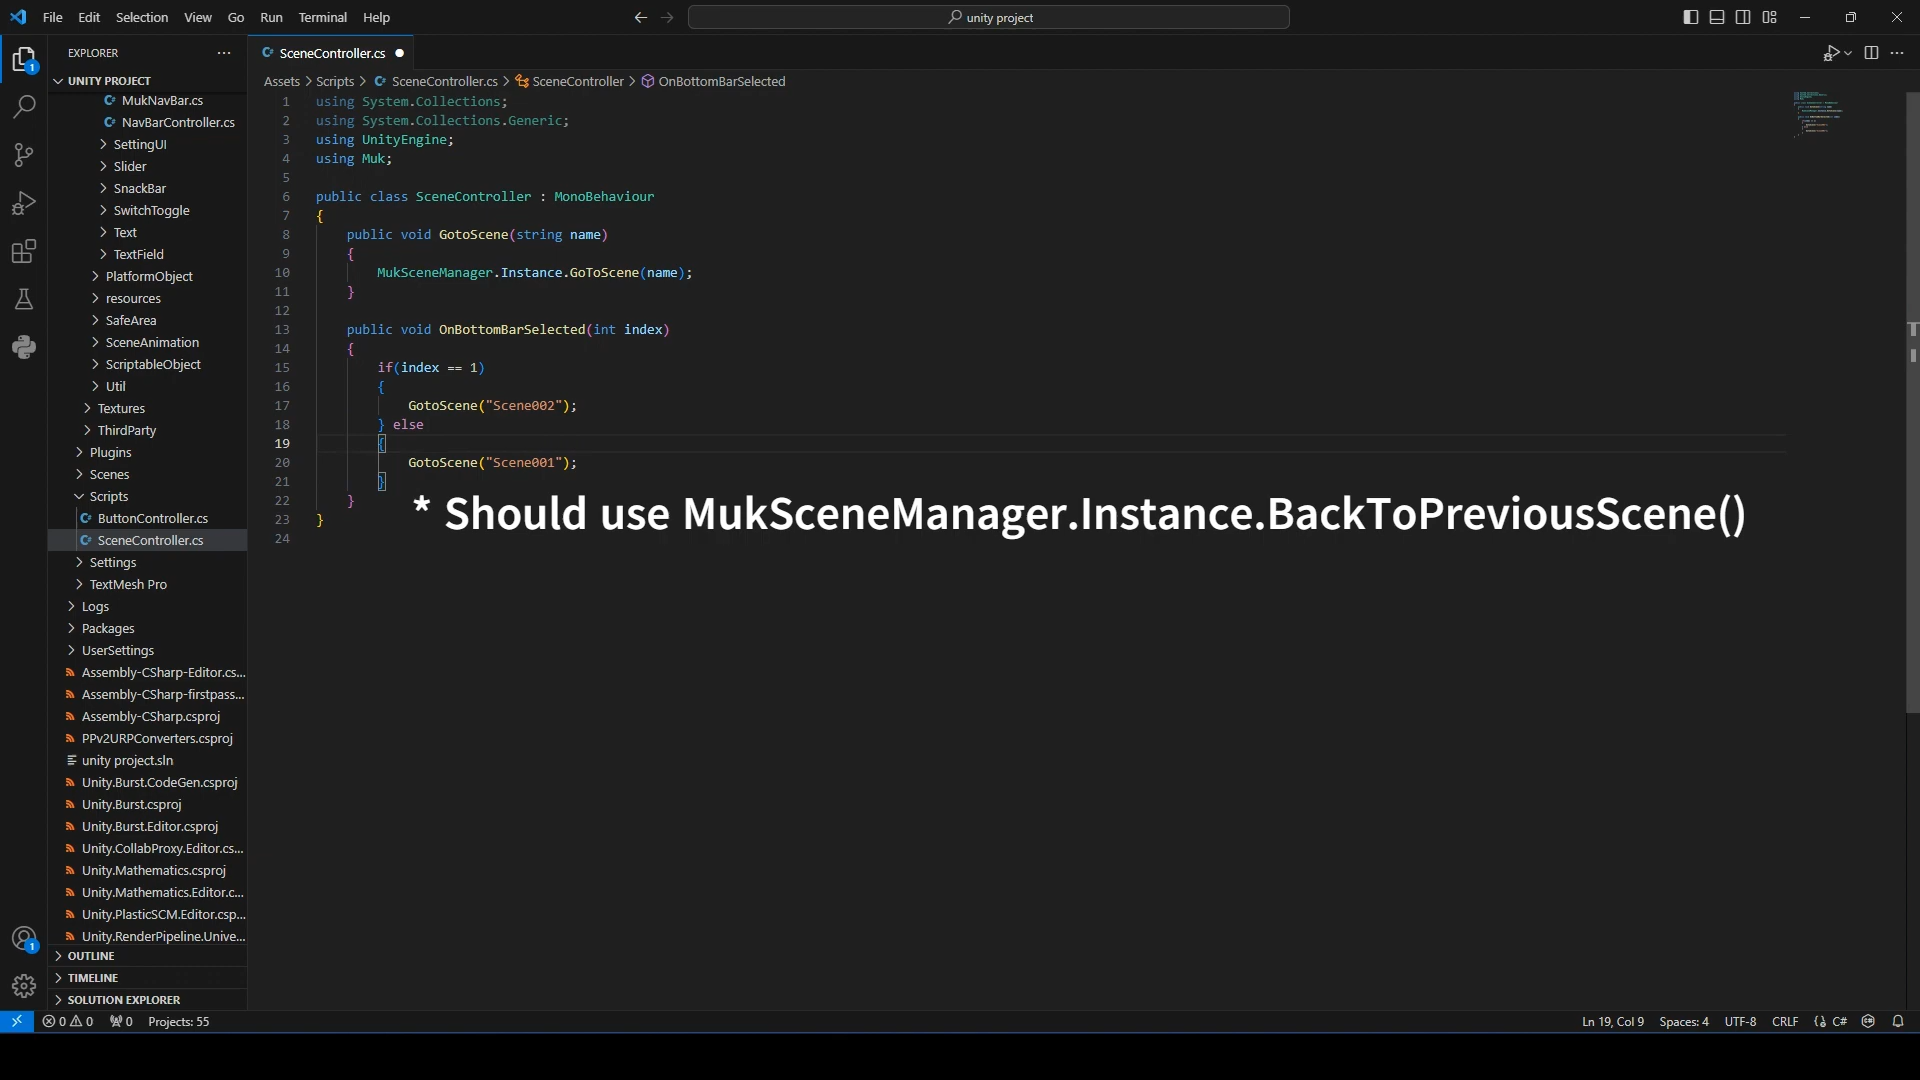 File Edit Selection View Go Run Terminal Help
unity project
EXPLORER
UNITY PROJECT
MukNavBar.cs
NavBarController.cs
SettingUI
Slider
SnackBar
SwitchToggle
Text
TextField
PlatformObject
resources
SafeArea
SceneAnimation
ScriptableObject
Util
Textures
ThirdParty
Plugins
Scenes
Scripts
ButtonController.cs
SceneController.cs
Settings
TextMesh Pro
Logs
Packages
UserSettings
Assembly-CSharp-Editor.cs...
Assembly-CSharp-firstpass...
Assembly-CSharp.csproj
PPv2URPConverters.csproj
unity project.sln
Unity.Burst.CodeGen.csproj
Unity.Burst.csproj
Unity.Burst.Editor.csproj
Unity.CollabProxy.Editor.cs...
Unity.Mathematics.csproj
Unity.Mathematics.Editor.c...
Unity.PlasticSCM.Editor.csp...
Unity.RenderPipeline.Unive...
OUTLINE
TIMELINE
SOLUTION EXPLORER
1
1
SceneController.cs
Assets > Scripts > SceneController.cs > SceneController > OnBottomBarSelected
1 using System.Collections;
2 using System.Collections.Generic;
3 using UnityEngine;
4 using Muk;
5
6 public class SceneController : MonoBehaviour
7 {
8 public void GotoScene(string name)
9 {
10 MukSceneManager.Instance.GoToScene(name);
11 }
12
13 public void OnBottomBarSelected(int index)
14 {
15 if(index == 1)
16 {
17 GotoScene("Scene002");
18 } else
19 {
20 GotoScene("Scene001");
21 }
22 }
23 }
24
* Should use MukSceneManager.Instance.BackToPreviousScene()
0 0 0 Projects: 55
Ln 19, Col 9 Spaces: 4 UTF-8 CRLF C#